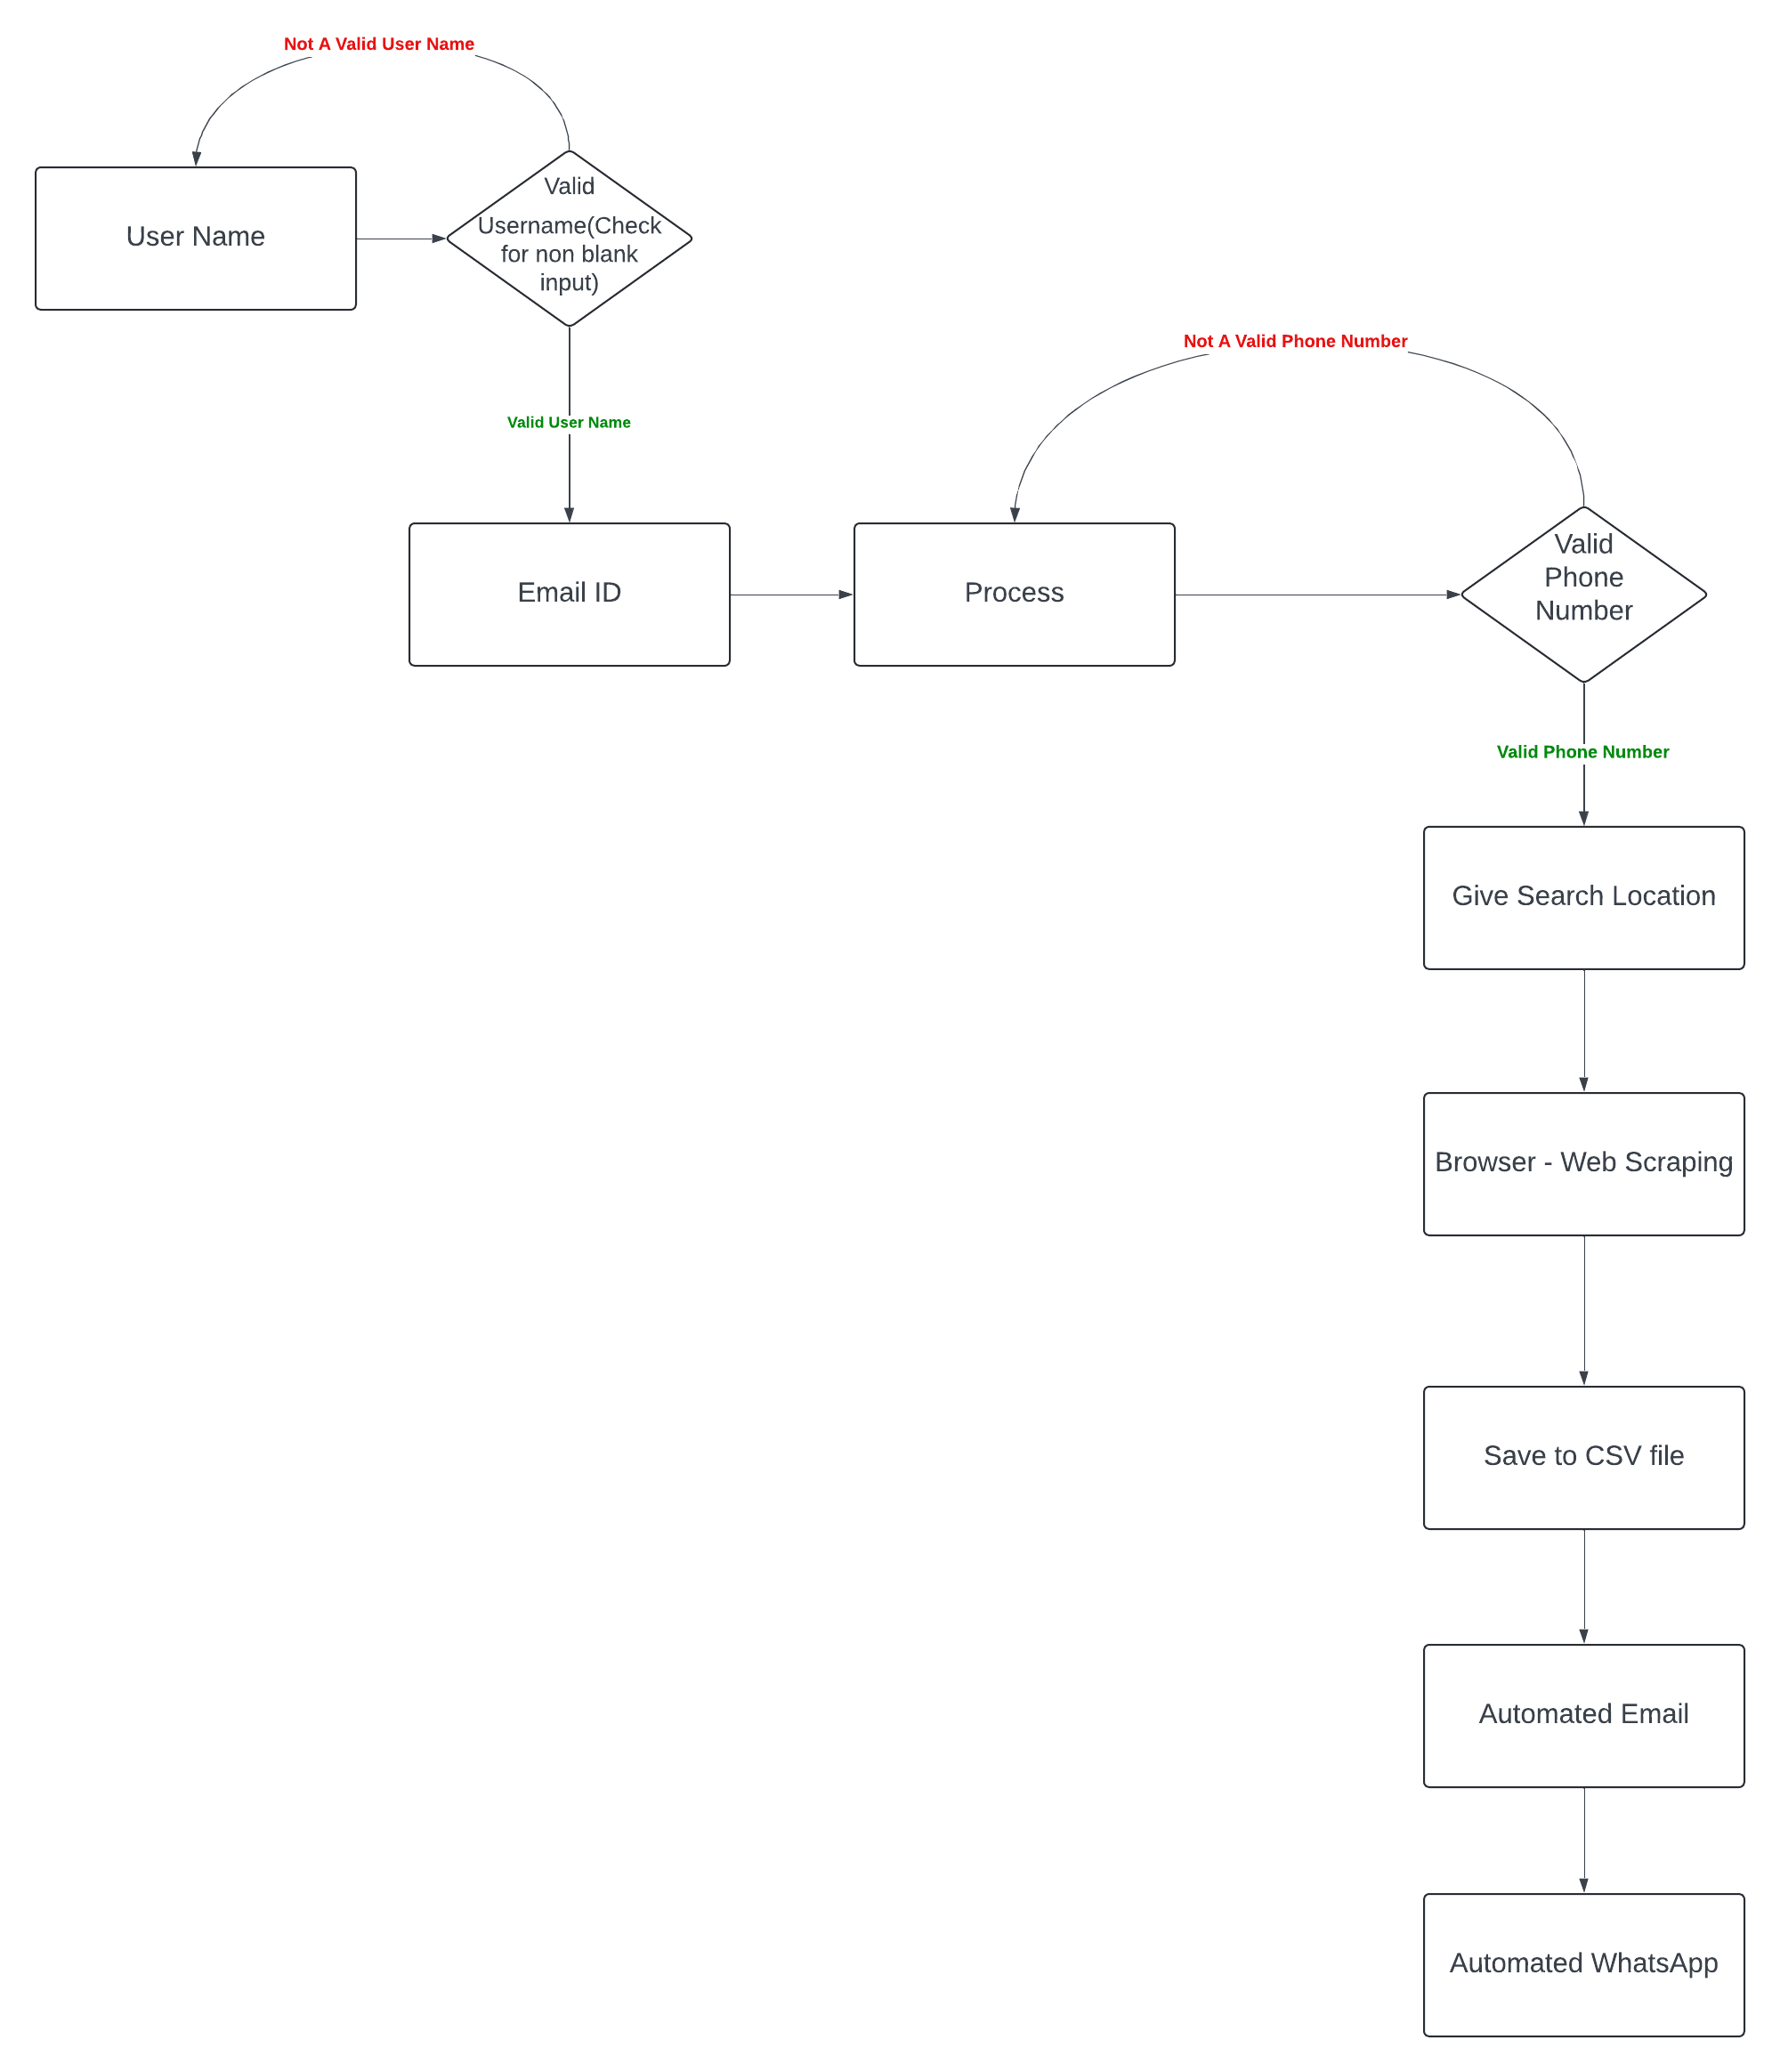 Not A Valid User Name
User Name
Valid
Username(Check
for non blank
input)
Valid User Name
Not A Valid Phone Number
Email ID
Process
Valid
Phone
Number
Valid Phone Number
Give Search Location
Browser - Web Scraping
Save to CSV file
Automated Email
Automated WhatsApp